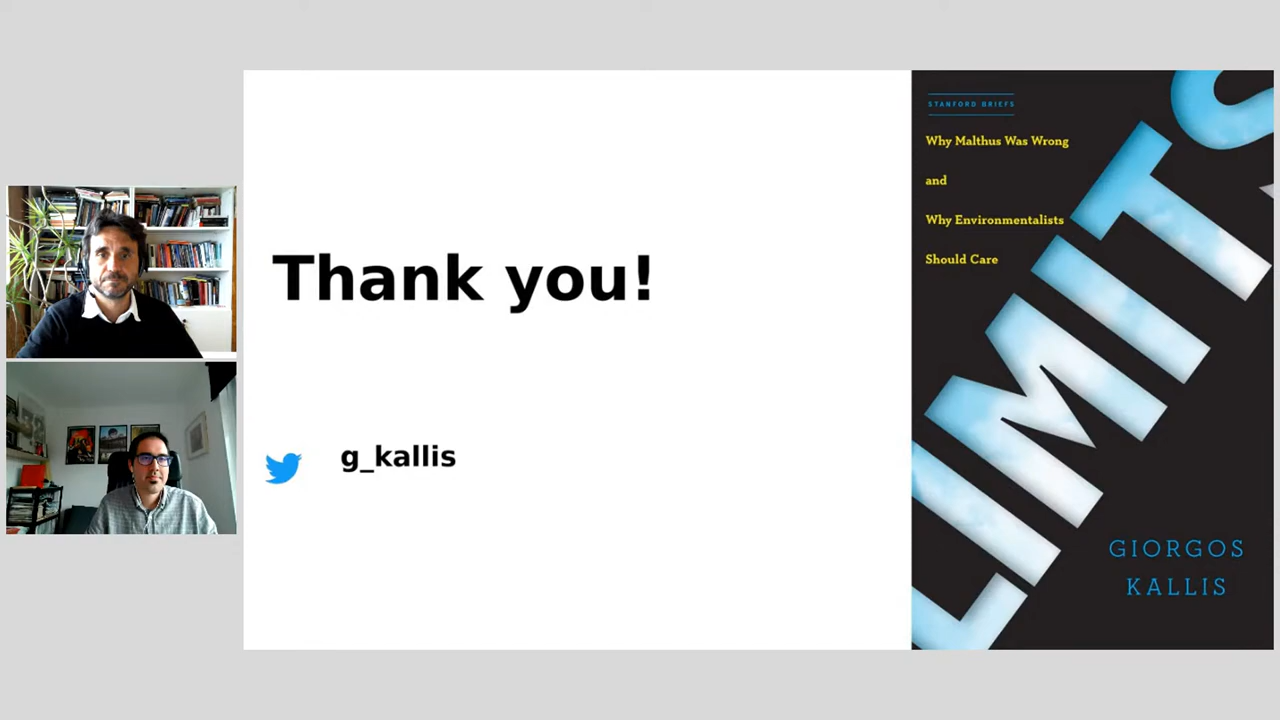 Thank you!
g_kallis
STANFORD BRIEFS
Why Malthus Was Wrong
and
Why Environmentalists
Should Care
LIMITS
GIORGOS
KALLIS